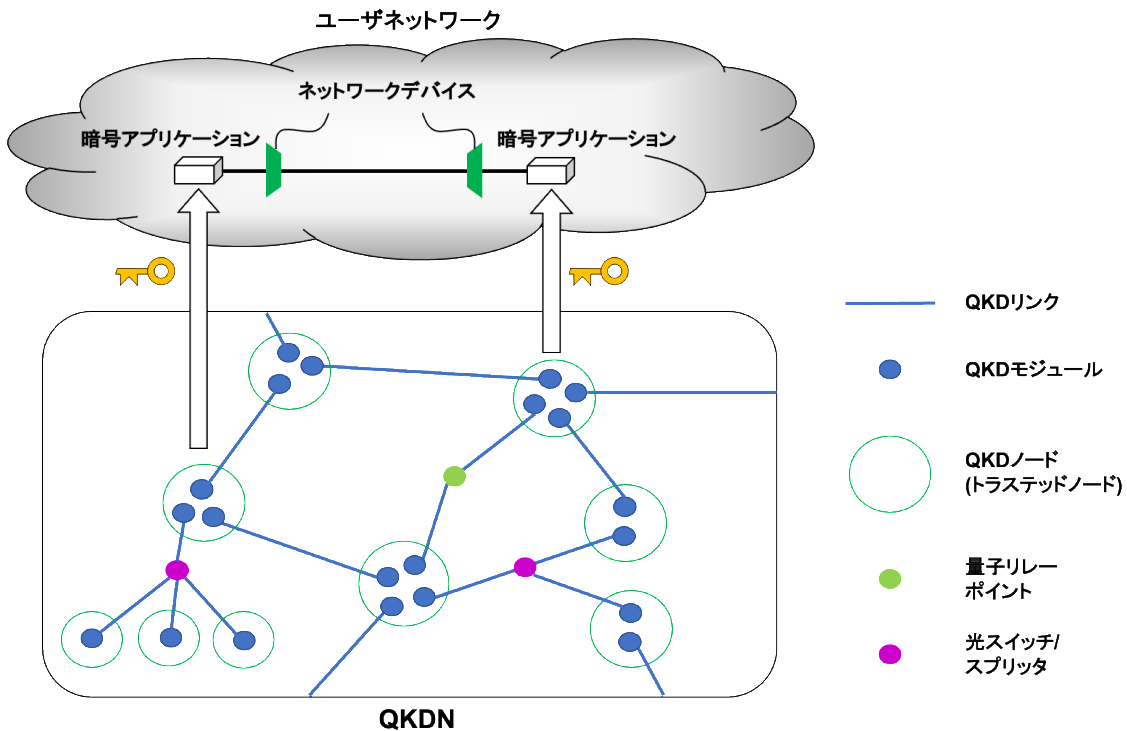 ユーザネットワーク
ネットワークデバイス
暗号アプリケーション
暗号アプリケーション
QKDリンク
QKDモジュール
QKDノード
(トラステッドノード)
量子リレー
ポイント
光スイッチ/
スプリッタ
QKDN